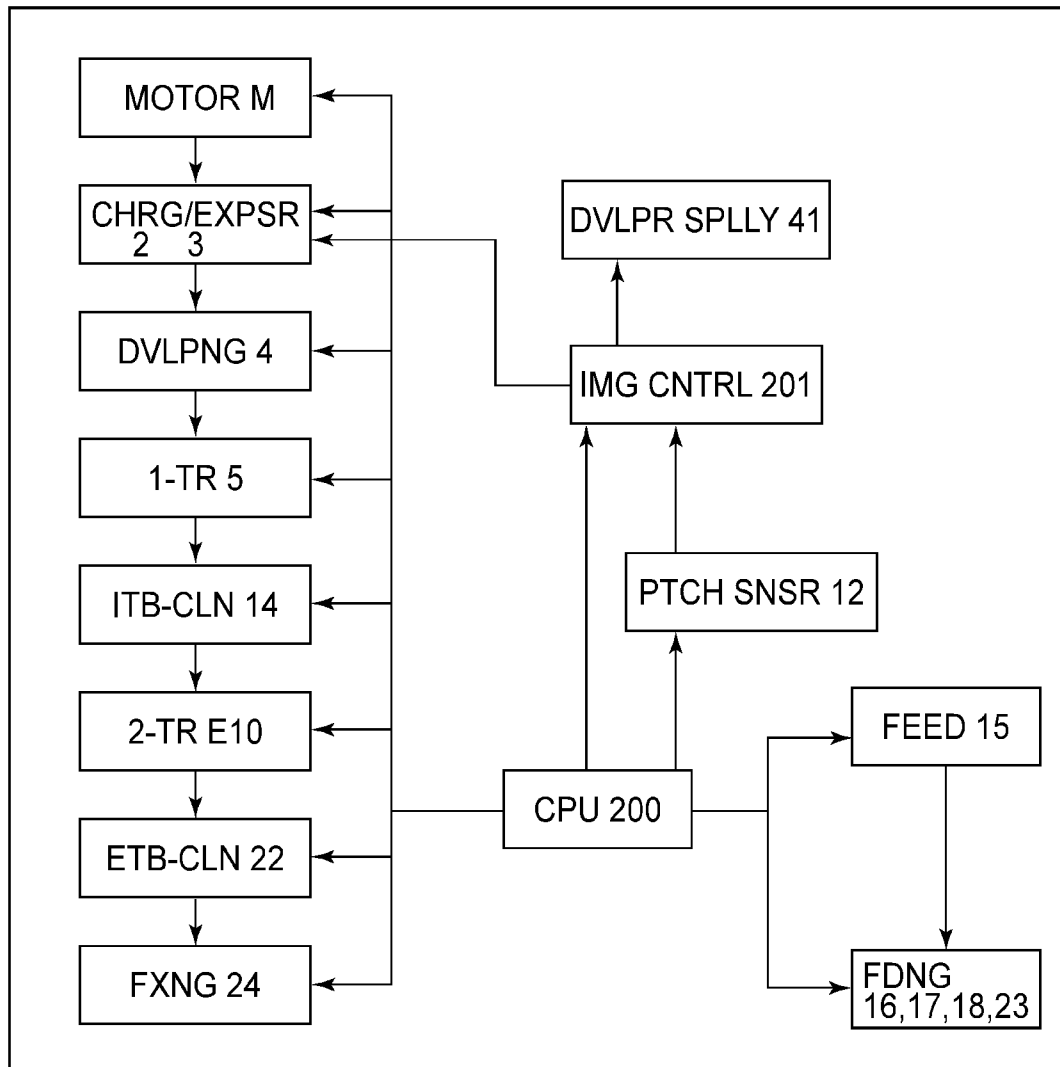 MOTOR M
CHRG/EXPSR
2 3
DVLPNG 4
1-TR 5
ITB-CLN 14
2-TR E10
ETB-CLN 22
FXNG 24
DVLPR SPLLY 41
IMG CNTRL 201
PTCH SNSR 12
CPU 200
FEED 15
FDNG
16,17,18,23